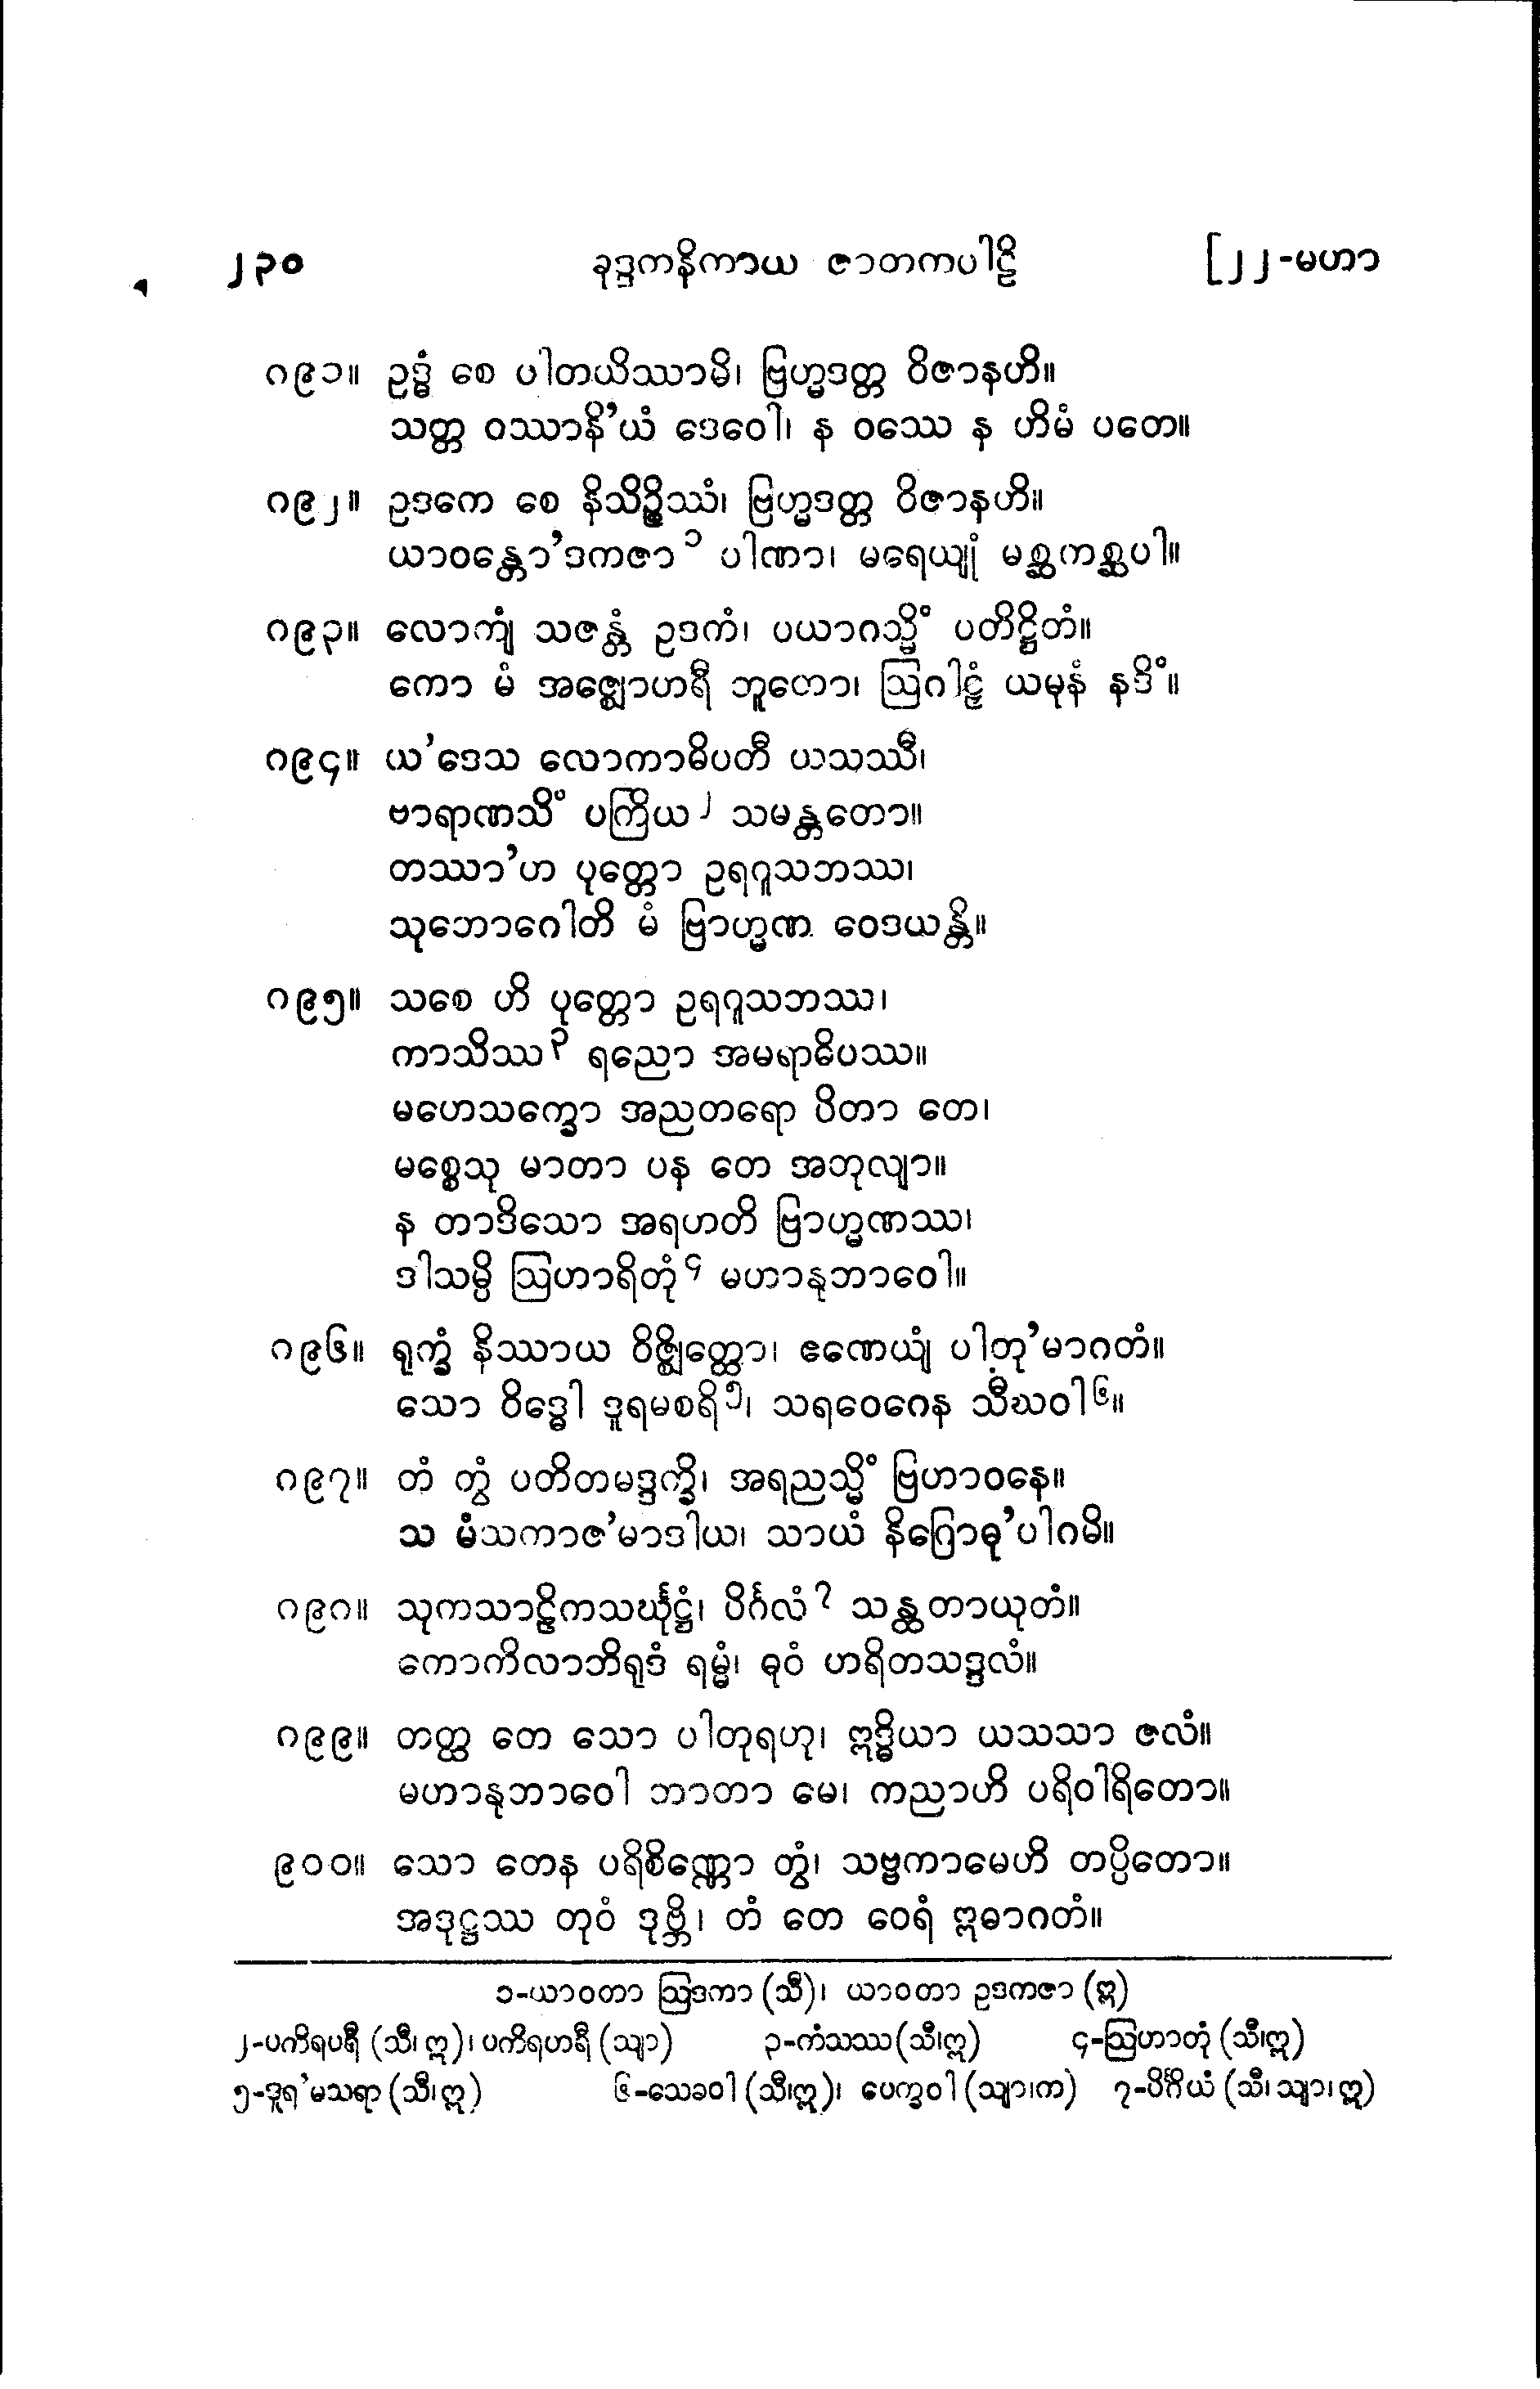 ၂၃၀ ခုဒ္ဒကနိကာယ ဇာတကပါဠိ [၂၂-မဟာ
၈၉၁။ ဥဒ္ဓံ စေ ပါတယိဿာမိ၊ ဗြဟ္မဒတ္တ ဝိဇာနဟိ။
သတ္တ ဝဿာနိ’ယံ ဒေဝေါ၊ န ဝဿေ န ဟိမံ ပတေ။
၈၉၂။ ဥဒကေ စေ နိသိဉ္စိဿံ၊ ဗြဟ္မဒတ္တ ဝိဇာနဟိ။
ယာဝန္တော’ဒကဇာ၁ ပါဏာ၊ မရေယျုံ မစ္ဆကစ္ဆပါ။
၈၉၃။ လောကျံ သဇန္တံ ဥဒကံ၊ ပယာဂသ္မိံ ပတိဋ္ဌိတံ။
ကော မံ အဇ္ဈောဟရီ ဘူတော၊ ဩဂါဠှံ ယမုနံ နဒိံ။
၈၉၄။ ယ’ဒေသ လောကာဓိပတီ ယသဿီ၊
ဗာရာဏသိံ ပကြိယ၂ သမန္တတော။
တဿာ’ဟ ပုတ္တော ဥရဂူသဘဿ၊
သုဘောဂေါတိ မံ ဗြာဟ္မဏ ဝေဒယန္တိ။
၈၉၅။ သစေ ဟိ ပုတ္တော ဥရဂူသဘဿ၊
ကာသိဿ၃ ရညော အမရာဓိပဿ။
မဟေသက္ခော အညတရော ပိတာ တေ၊
မစ္စေသု မာတာ ပန တေ အတုလျာ။
န တာဒိသော အရဟတိ ဗြာဟ္မဏဿ၊
ဒါသမ္ပိ ဩဟာရိတုံ၄ မဟာနုဘာဝေါ။
၈၉၆။ ရုက္ခံ နိဿာယ ဝိဇ္ဈိတ္ထော၊ ဧဏေယျံ ပါတု’မာဂတံ။
သော ဝိဒ္ဓေါ ဒူရမစရိ၅၊ သရဝေဂေန သီဃဝါ၆။
၈၉၇။ တံ တွံ ပတိတမဒ္ဒက္ခိ၊ အရညသ္မိံ ဗြဟာဝနေ။
သ မံသကာဇ’မာဒါယ၊ သာယံ နိဂြောဓု’ပါဂမိ။
၈၉၈။ သုကသာဠိကသင်္ဃုဋ္ဌံ၊ ပိင်္ဂလံ၇ သန္ထတာယုတံ။
ကောကိလာဘိရုဒံ ရမ္မံ၊ ဓုဝံ ဟရိတသဒ္ဒလံ။
၈၉၉။ တတ္ထ တေ သော ပါတုရဟု၊ ဣဒ္ဓိယာ ယသသာ ဇလံ။
မဟာနုဘာဝေါ ဘာတာ မေ၊ ကညာဟိ ပရိဝါရိတော။
၉၀၀။ သော တေန ပရိစိဏ္ဏော တွံ၊ သဗ္ဗကာမေဟိ တပ္ပိတော။
အဒုဋ္ဌဿ တုဝံ ဒုဗ္ဘိ၊ တံ တေ ဝေရံ ဣဓာဂတံ။
၁-ယာဝတာ ဩဒကာ (သီ)၊ ယာဝတာ ဥဒကဇာ (ဣ)
၂-ပကိရပရီ (သီ၊ ဣ)၊ ပကိရဟရီ (သျာ) ၃-ကံသဿ (သီ၊ဣ) ၄-ဩဟာတုံ (သီ၊ဣ)
၅-ဒူရ’မသရာ (သီ၊ဣ) ၆-သေခဝါ (သီ၊ဣ)၊ ပေက္ခဝါ (သျာ၊က) ၇-ပိင်္ဂိယံ (သီ၊ သျာ၊ ဣ)